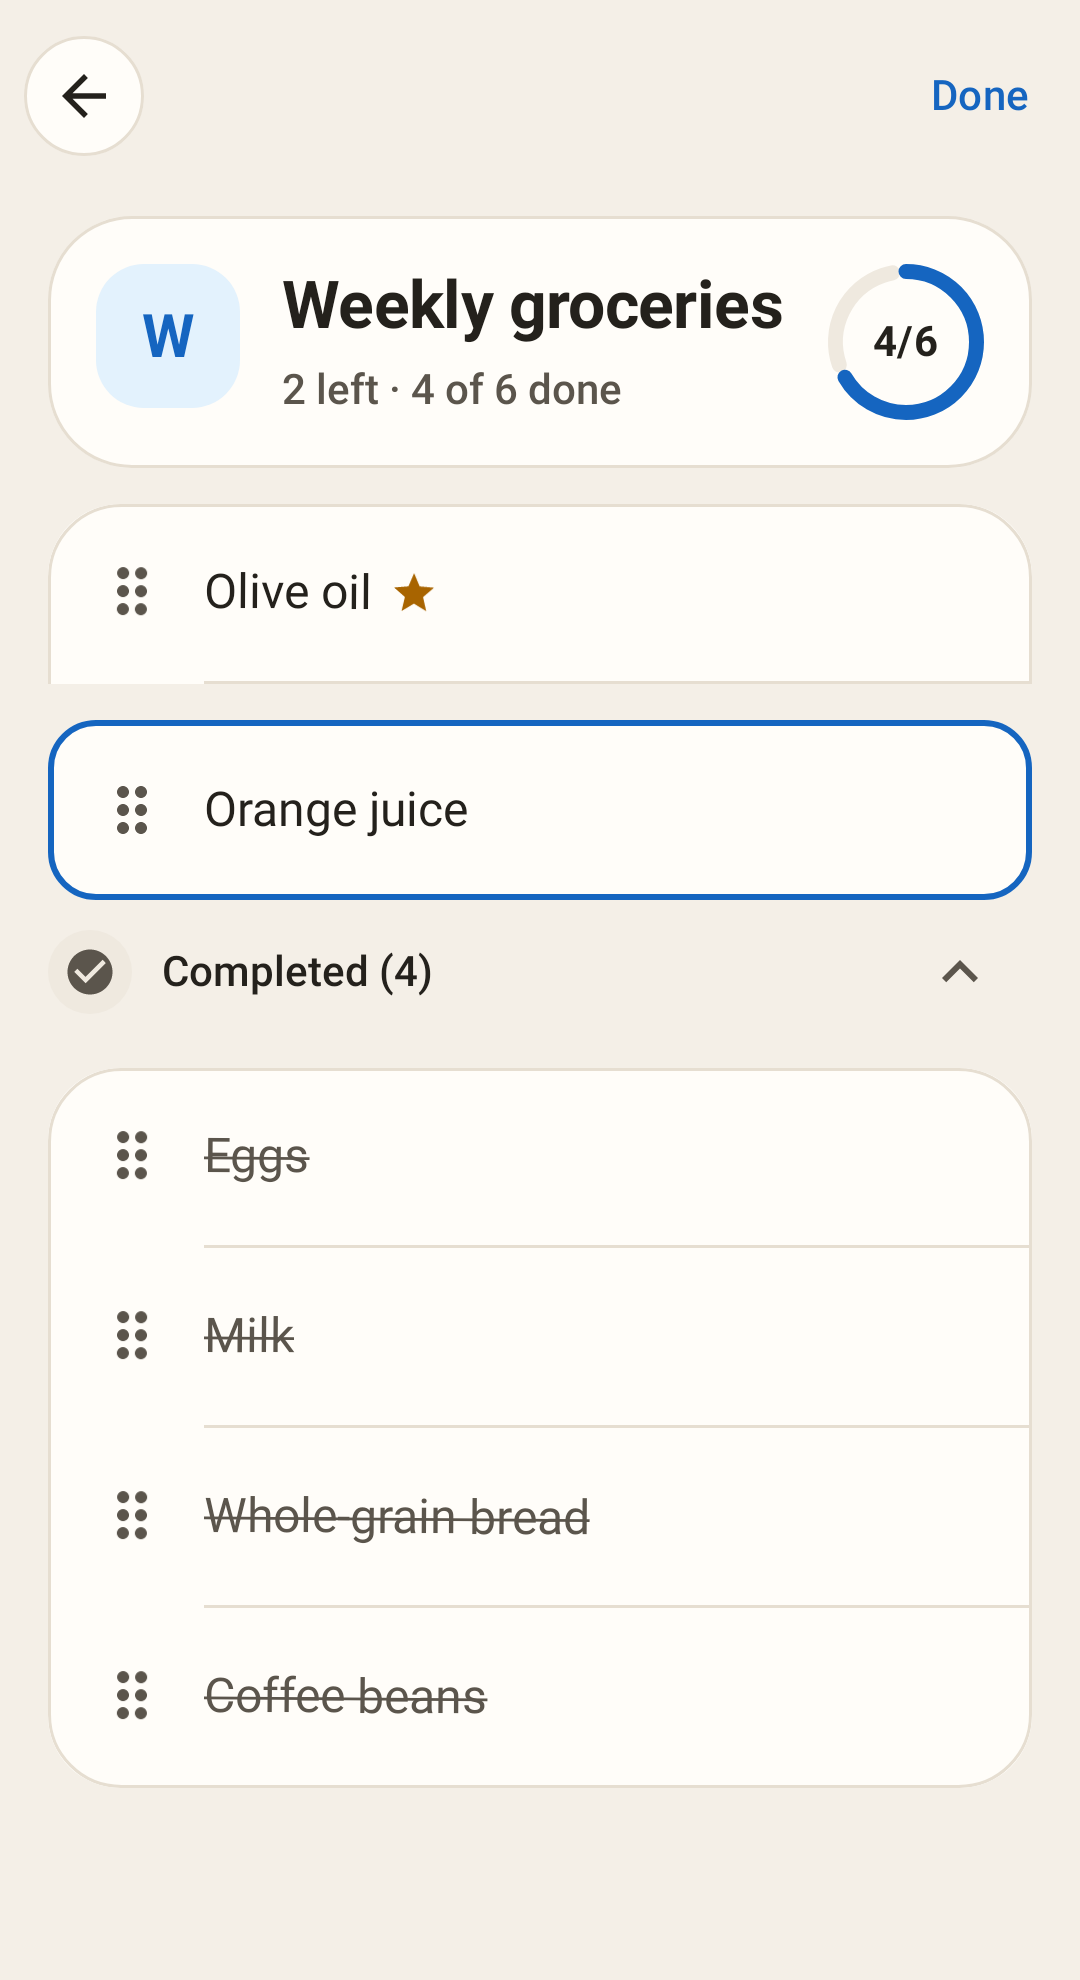 Done
W
Weekly groceries
2 left · 4 of 6 done
4/6
Olive oil
Orange juice
Completed (4)
Eggs
Milk
Whole-grain bread
Coffee beans